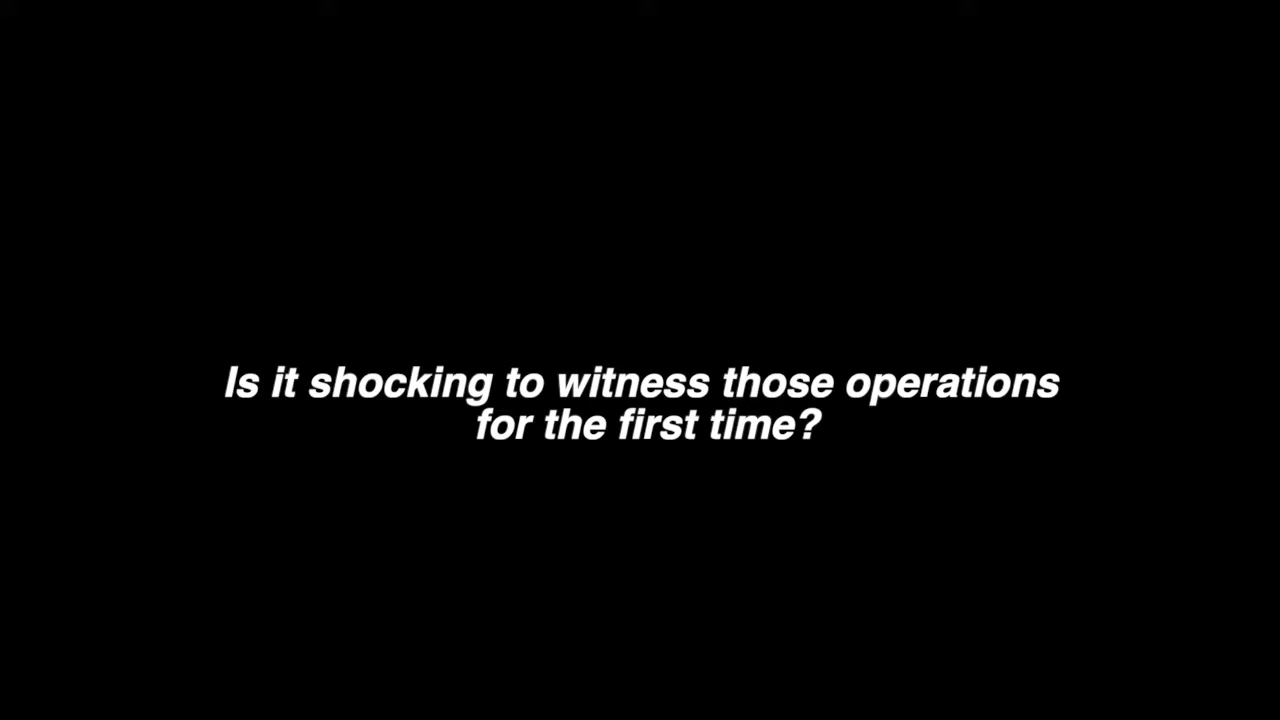 Is it shocking to witness those operations
for the first time?